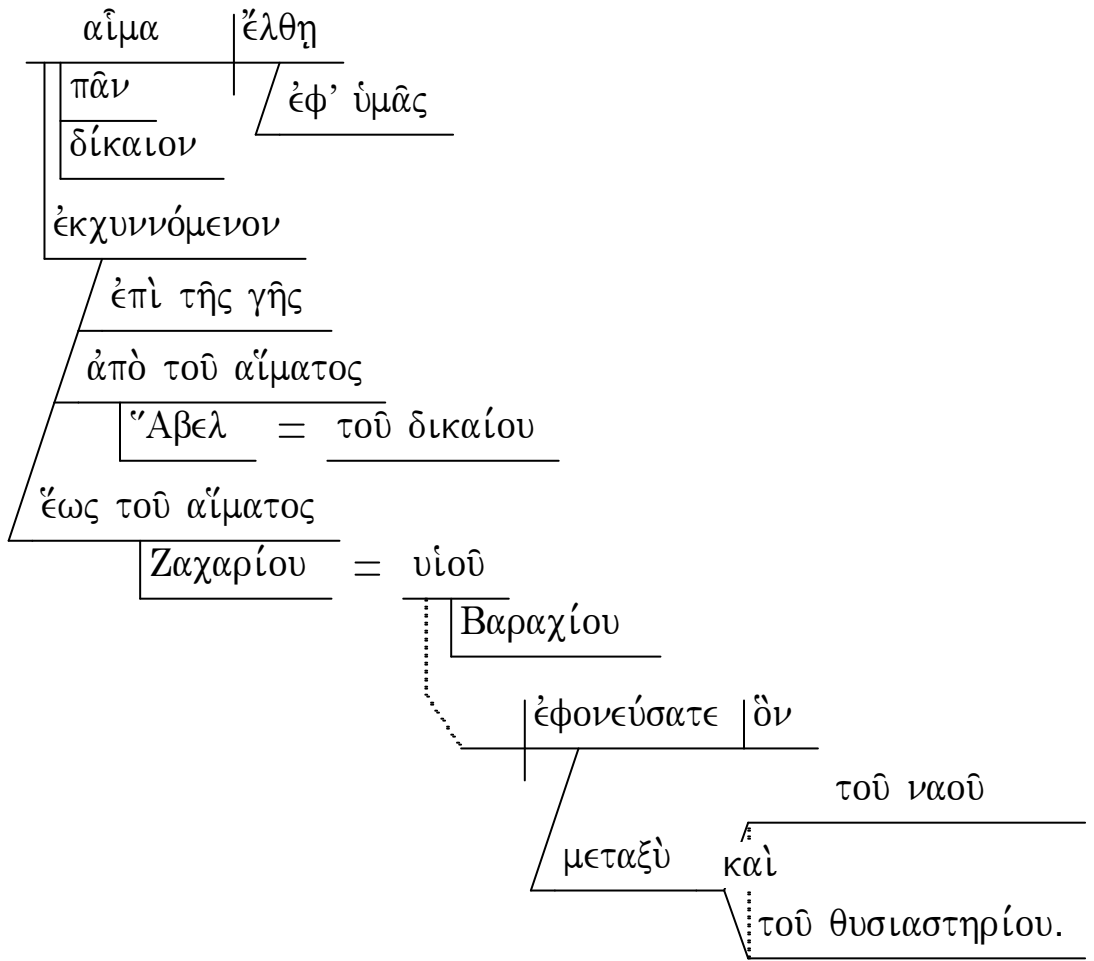 αἷμα ἔλθῃ
πᾶν
ἐφ’ ὑμᾶς
δίκαιον
ἐκχυννόμενον
ἐπὶ τῆς γῆς
ἀπὸ τοῦ αἵματος
Ἅβελ = τοῦ δικαίου
ἕως τοῦ αἵματος
Ζαχαρίου = υἱοῦ
Βαραχίου
ἐφονεύσατε ὃν
τοῦ ναοῦ
μεταξὺ καὶ
τοῦ θυσιαστηρίου.